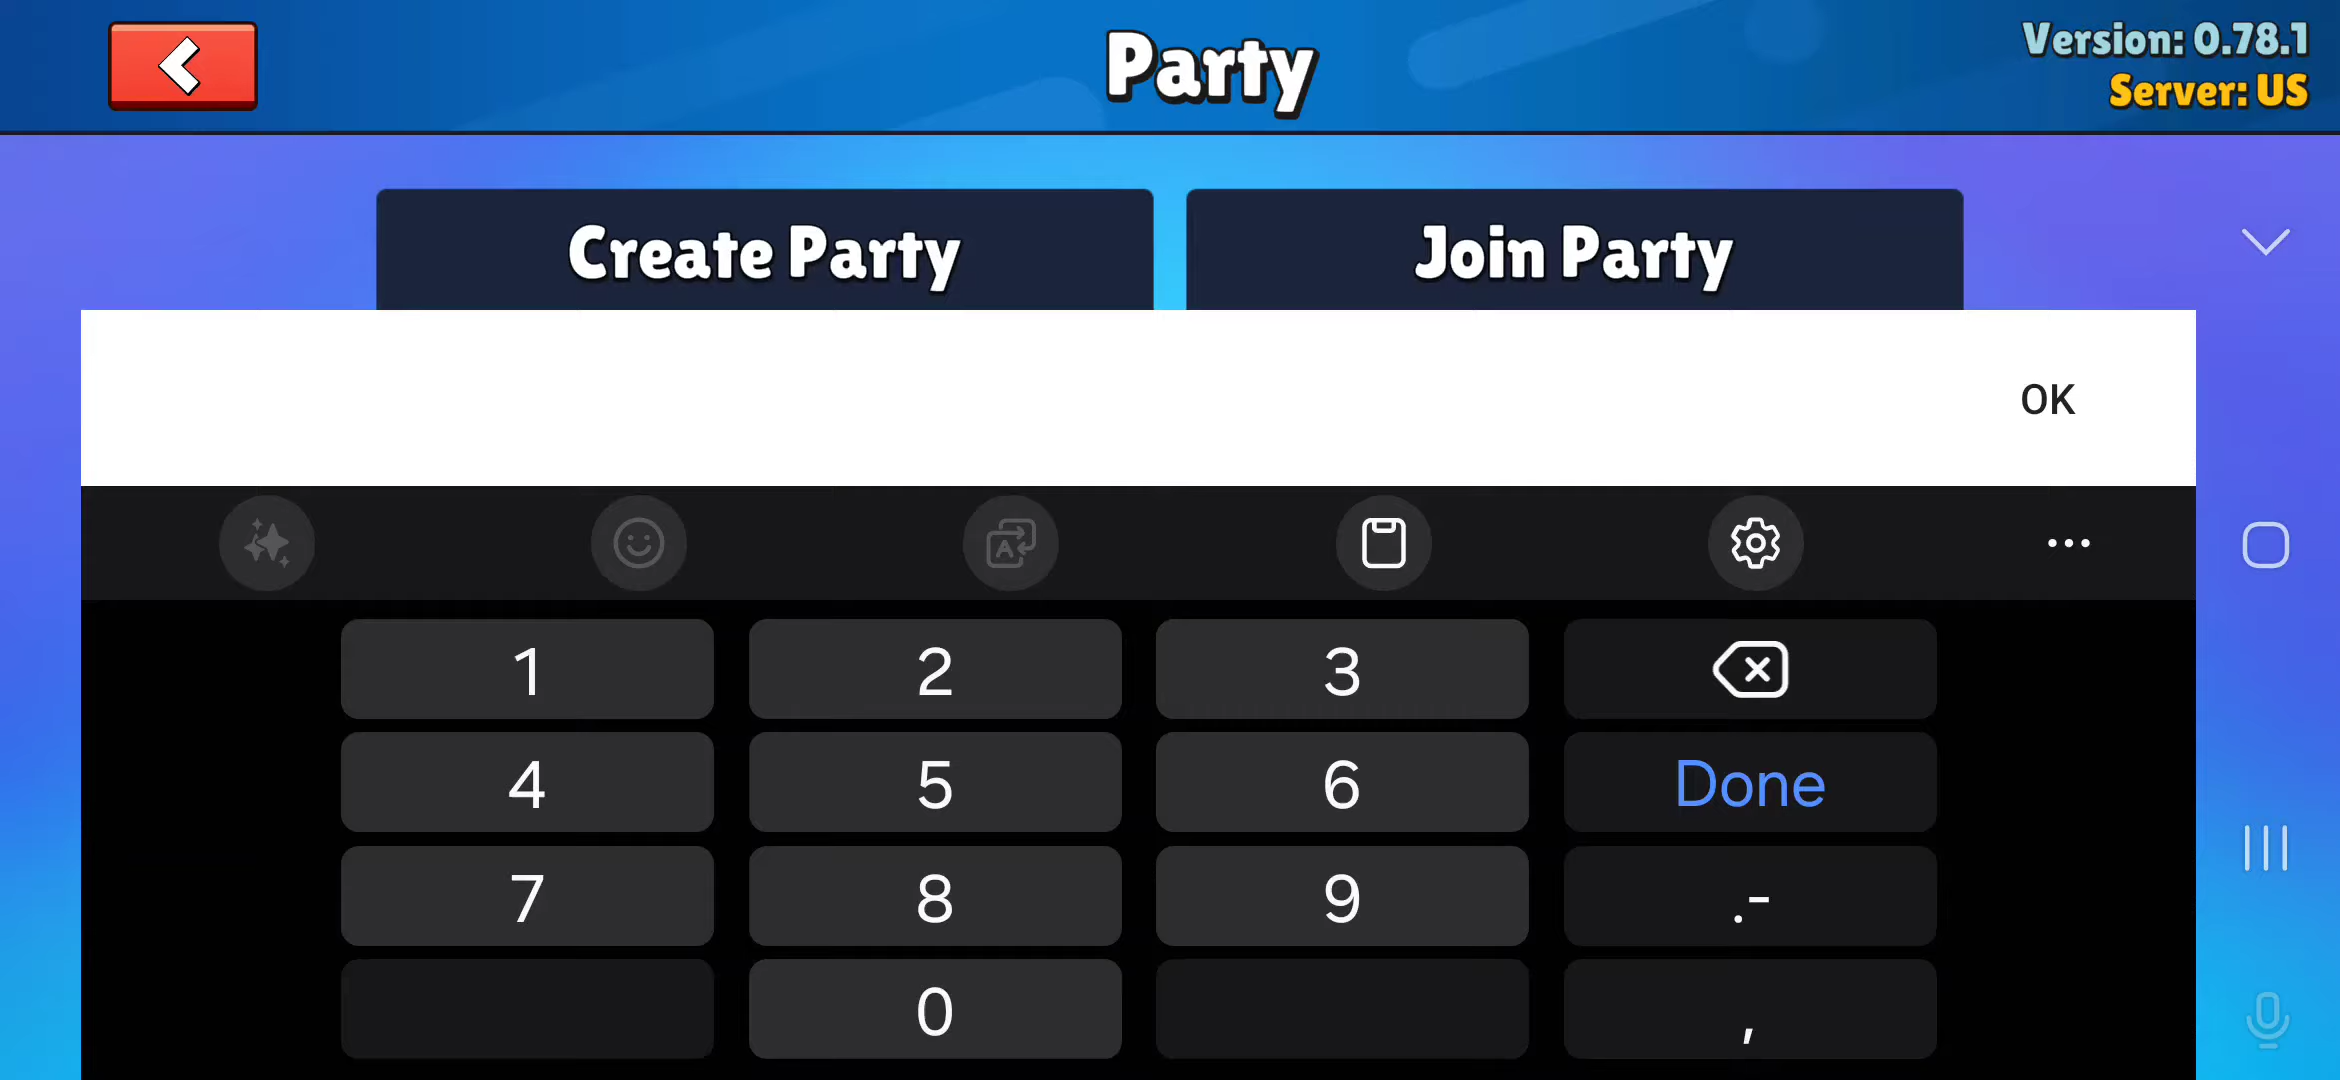 Party
Version: 0.78.1
Server: US
Create Party
Join Party
OK
1 2 3
4 5 6 Done
7 8 9 .-
0 ,